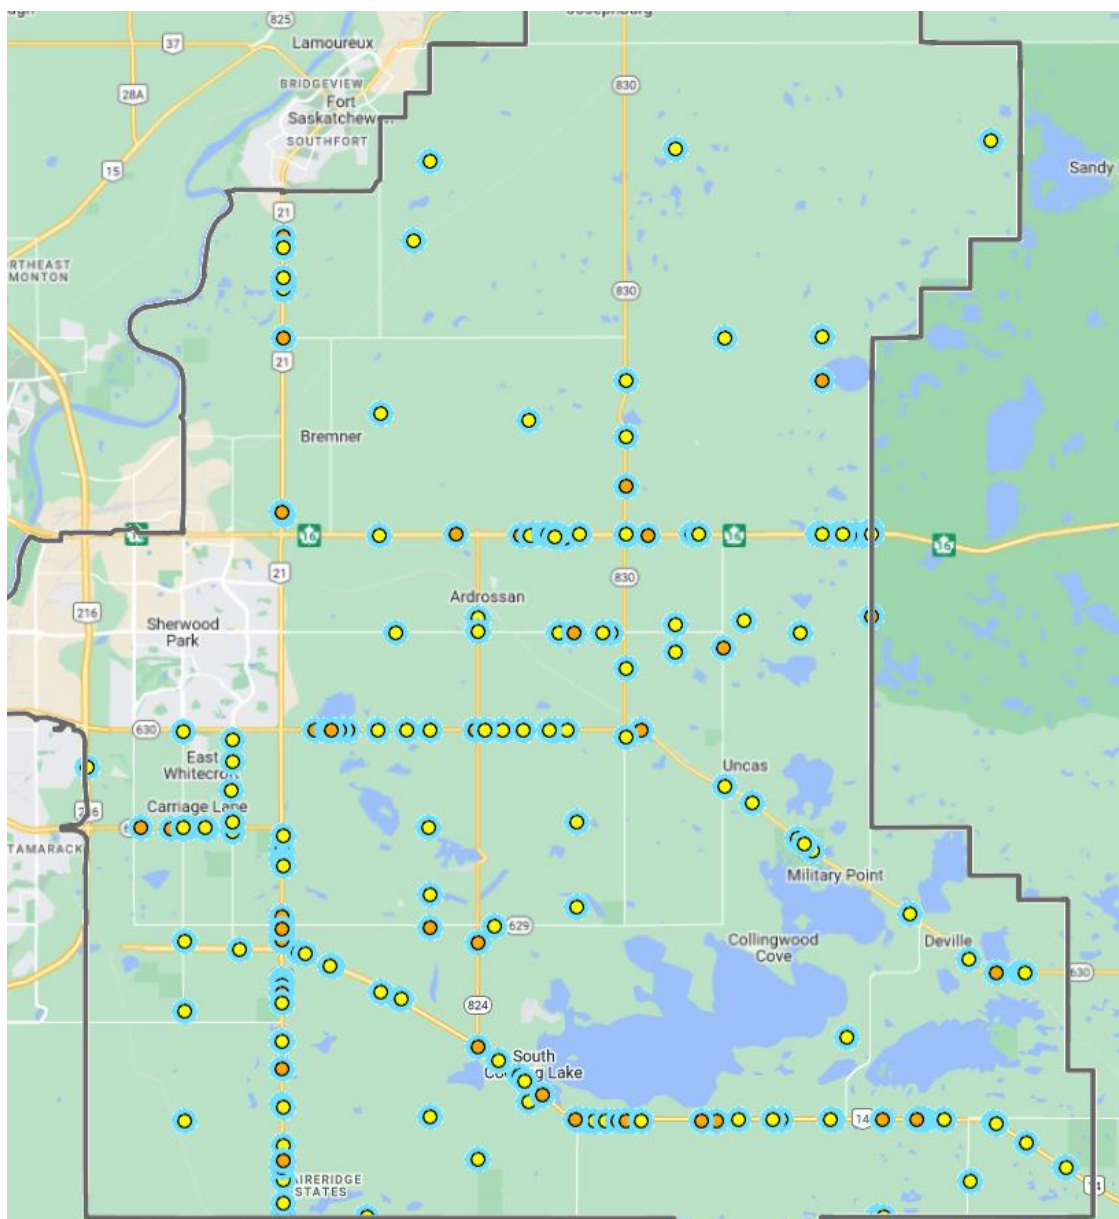 825
Lamoureux
37
BRIDGEVIEW
830
28A
Fort
SOUTHFORT
15
Sandy
21
830
21
Bremner
16
16
16
21
830
216
Ardrossan
Sherwood
Park
630
East
Uncas
Carriage Lane
TAMARACK
Military Point
629
Collingwood
Cove
Deville
630
824
South
14
14